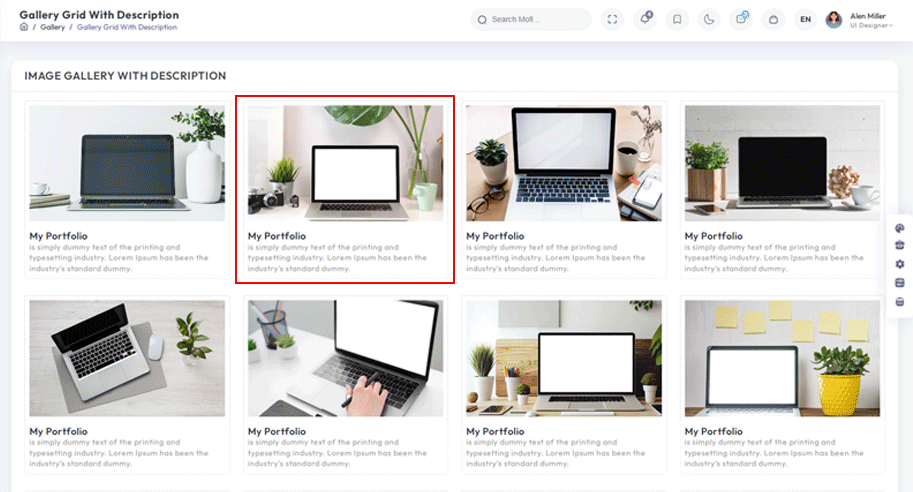 Gallery Grid With Description
/ Gallery / Gallery Grid With Description
Search Mofi ..
4
EN
Alen Miller
UI Designer
IMAGE GALLERY WITH DESCRIPTION
My Portfolio
is simply dummy text of the printing and
typesetting industry. Lorem Ipsum has been the
industry's standard dummy.
My Portfolio
is simply dummy text of the printing and
typesetting industry. Lorem Ipsum has been the
industry's standard dummy.
My Portfolio
is simply dummy text of the printing and
typesetting industry. Lorem Ipsum has been the
industry's standard dummy.
My Portfolio
is simply dummy text of the printing and
typesetting industry. Lorem Ipsum has been the
industry's standard dummy.
My Portfolio
is simply dummy text of the printing and
typesetting industry. Lorem Ipsum has been the
industry's standard dummy.
My Portfolio
is simply dummy text of the printing and
typesetting industry. Lorem Ipsum has been the
industry's standard dummy.
My Portfolio
is simply dummy text of the printing and
typesetting industry. Lorem Ipsum has been the
industry's standard dummy.
My Portfolio
is simply dummy text of the printing and
typesetting industry. Lorem Ipsum has been the
industry's standard dummy.